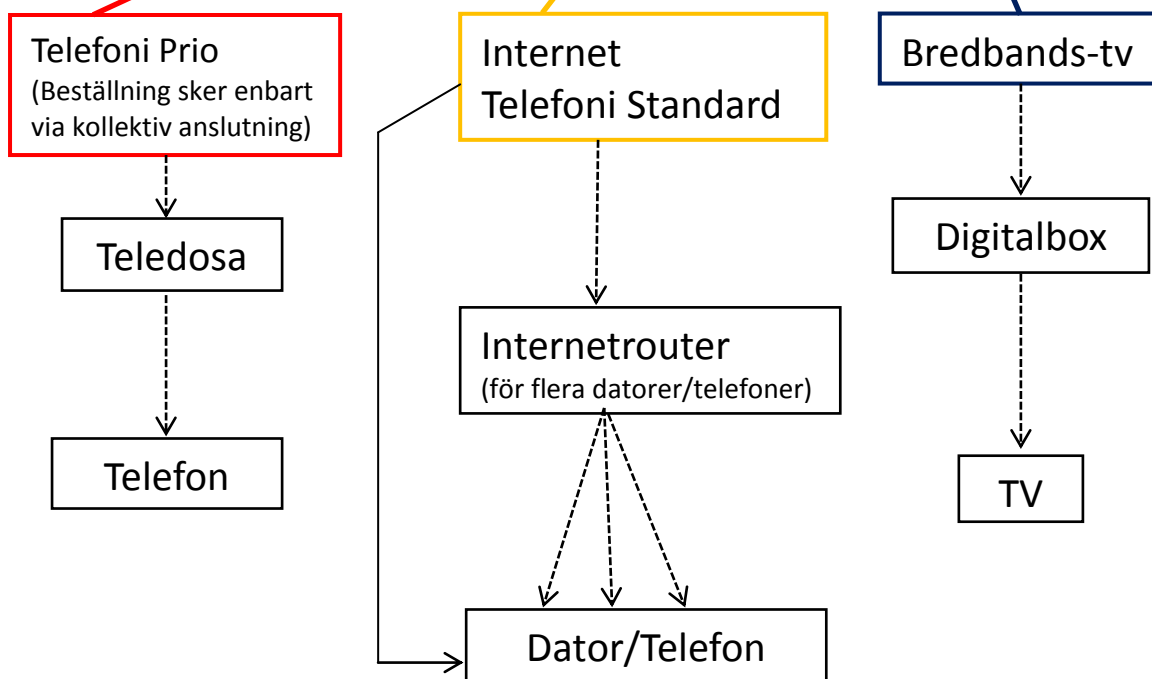 Telefoni Prio
(Beställning sker enbart
via kollektiv anslutning)
Internet
Telefoni Standard
Bredbands-tv
Teledosa
Digitalbox
Internetrouter
(för flera datorer/telefoner)
Telefon
TV
Dator/Telefon